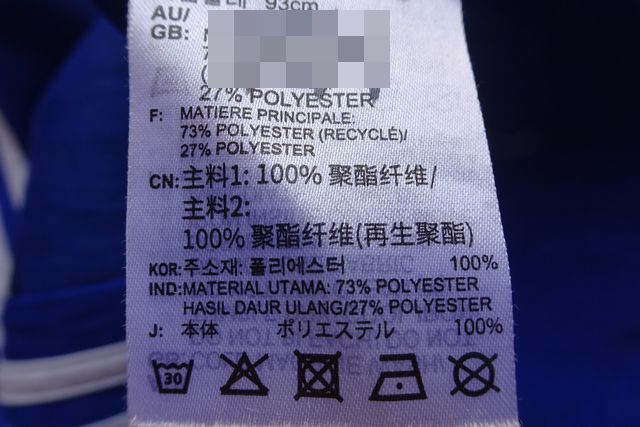 93cm
AU/
GB:
27% POLYESTER
F: MATIERE PRINCIPALE:
73% POLYESTER (RECYCLÉ)/
27% POLYESTER
CN: 主料1: 100% 聚酯纤维/
主料2:
100% 聚酯纤维(再生聚酯)
KOR: 주소재: 폴리에스터 100%
IND: MATERIAL UTAMA: 73% POLYESTER
HASIL DAUR ULANG/27% POLYESTER
J: 本体 ポリエステル 100%
30